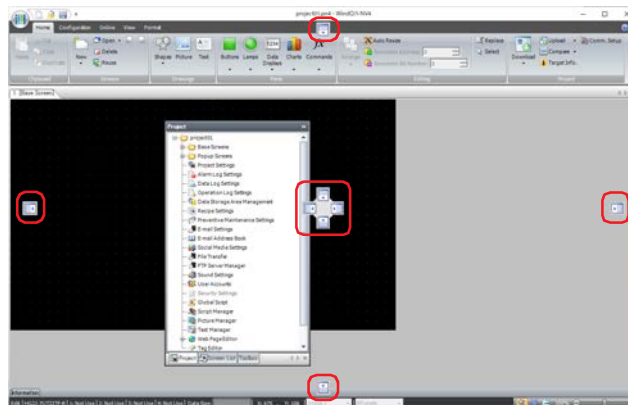 project01.pn4 - WindO/I-NV4
Home Configuration Online View Format
Open
Delete
Reuse
New
Shapes Picture Text
Buttons Lamps Data Displays Charts Commands
Auto Resize
Replace
Select
Download
Upload
Compare
Target Info.
Comm. Setup
Clipboard Screens Drawings Parts Editing Project
1 [Base Screen]
Project
project01
Base Screens
Popup Screens
Project Settings
Alarm Log Settings
Data Log Settings
Operation Log Settings
Data Storage Area Management
Recipe Settings
Preventive Maintenance Settings
E-mail Settings
E-mail Address Book
Social Media Settings
File Transfer
FTP Server Manager
Sound Settings
User Accounts
Security Settings
Global Script
Script Manager
Picture Manager
Text Manager
Web Page Editor
Tag Editor
Project Screen List Toolbox
Information